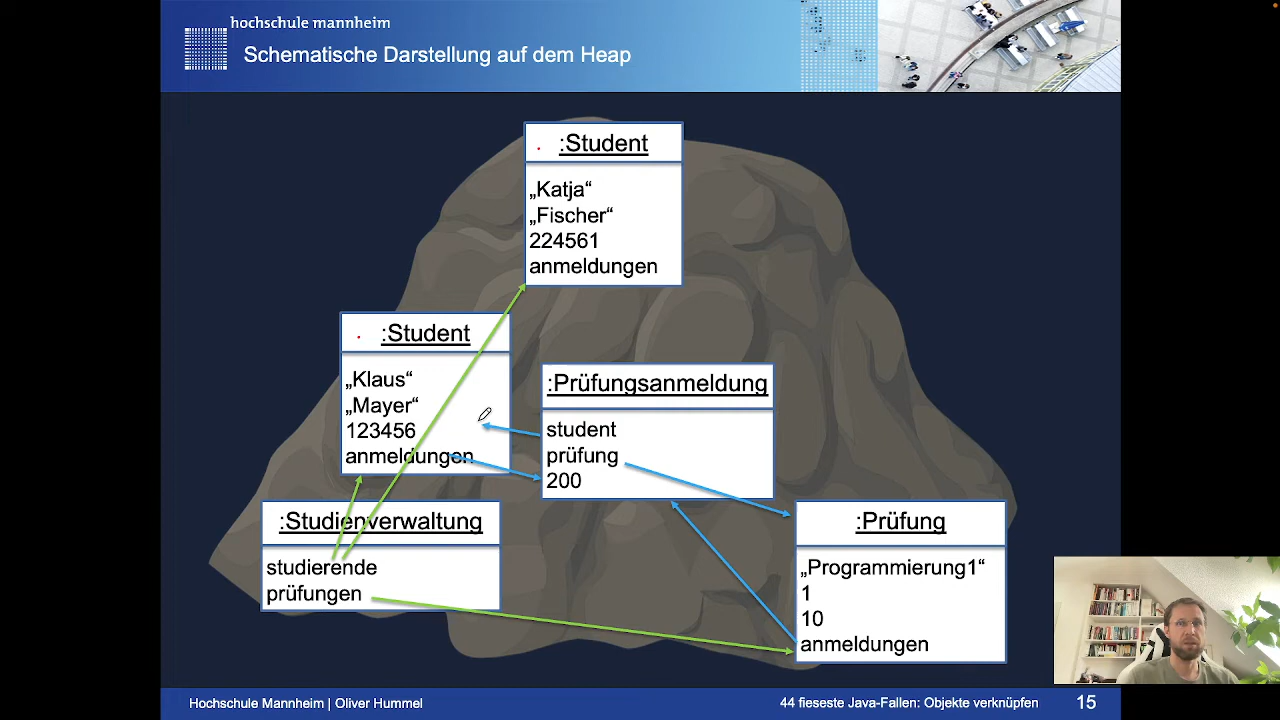 hochschule mannheim
Schematische Darstellung auf dem Heap
:Student
„Katja“
„Fischer“
224561
anmeldungen
:Student
„Klaus“
„Mayer“
123456
anmeldungen
:Prüfungsanmeldung
student
prüfung
200
:Studienverwaltung
studierende
prüfungen
:Prüfung
„Programmierung1“
1
10
anmeldungen
Hochschule Mannheim | Oliver Hummel
44 fieseste Java-Fallen: Objekte verknüpfen
15